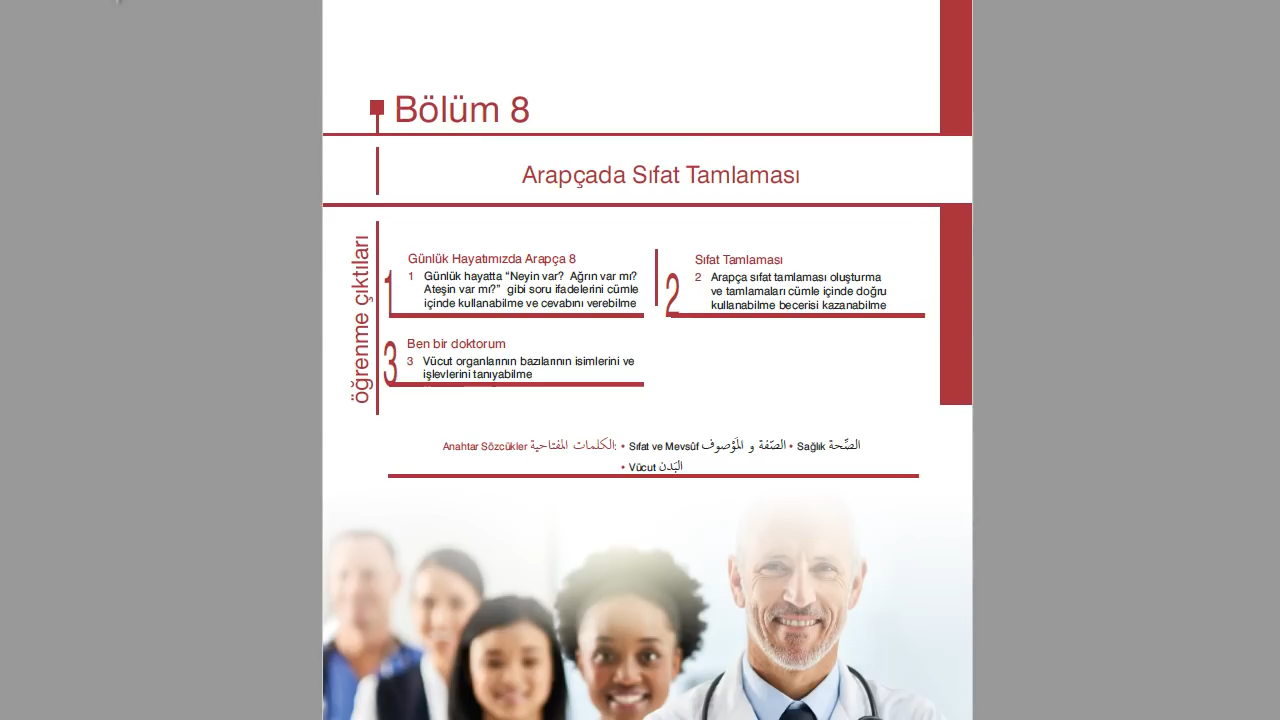 Bölüm 8
Arapçada Sıfat Tamlaması
öğrenme çıktıları
1
Günlük Hayatımızda Arapça 8
1 Günlük hayatta “Neyin var? Ağrın var mı?
Ateşin var mı?” gibi soru ifadelerini cümle
içinde kullanabilme ve cevabını verebilme
2
Sıfat Tamlaması
2 Arapça sıfat tamlaması oluşturma
ve tamlamaları cümle içinde doğru
kullanabilme becerisi kazanabilme
3
Ben bir doktorum
3 Vücut organlarının bazılarının isimlerini ve
işlevlerini tanıyabilme
Anahtar Sözcükler الكلمات المفتاحية: • Sıfat ve Mevsûf الصّفة و المَوْصوف • Sağlık الصِّحة
• Vücut البَدن